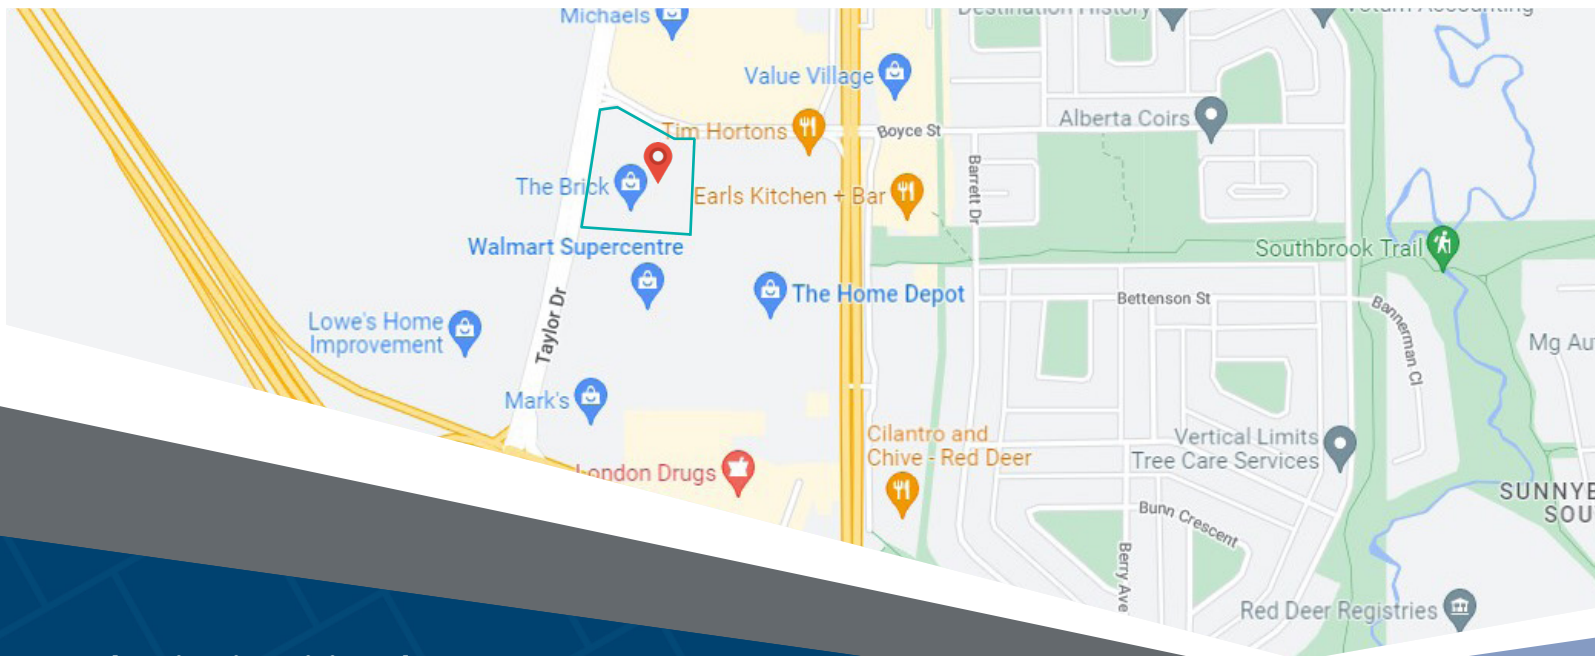 Michaels
Value Village
Tim Hortons
Boyce St
Alberta Coirs
Barrett Dr
The Brick
Earls Kitchen + Bar
Walmart Supercentre
Southbrook Trail
The Home Depot
Bettenson St
Lowe's Home
Improvement
Taylor Dr
Bannerman Cl
Mark's
Cilantro and
Chive - Red Deer
Vertical Limits
Tree Care Services
London Drugs
Bunn Crescent
Berry Ave
Red Deer Registries
Destination History
Mg Au
SUNNYB
SOU